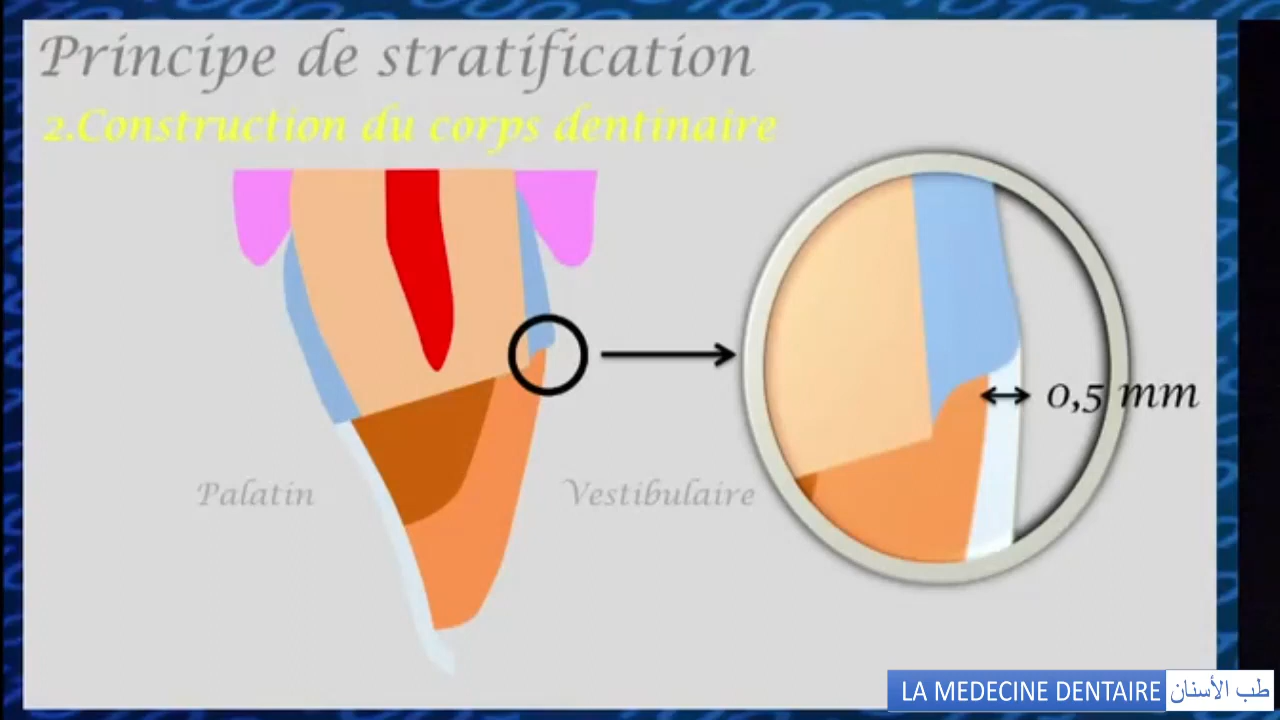 Principe de stratification
2.Construction du corps dentinaire
0,5 mm
Palatin
Vestibulaire
LA MEDECINE DENTAIRE طب الأسنان